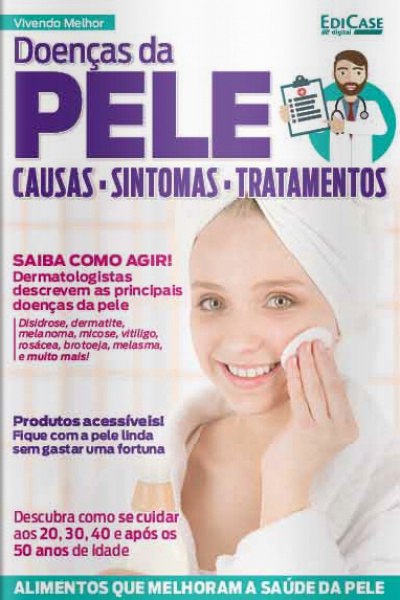 Vivendo Melhor
EDICASE
digital
Doenças da
PELE
CAUSAS • SINTOMAS • TRATAMENTOS
SAIBA COMO AGIR!
Dermatologistas
descrevem as principais
doenças da pele
Disidrose, dermatite,
melanoma, micose, vitiligo,
rosácea, brotoeja, melasma,
e muito mais!
Produtos acessíveis!
Fique com a pele linda
sem gastar uma fortuna
Descubra como se cuidar
aos 20, 30, 40 e após os
50 anos de idade
ALIMENTOS QUE MELHORAM A SAÚDE DA PELE